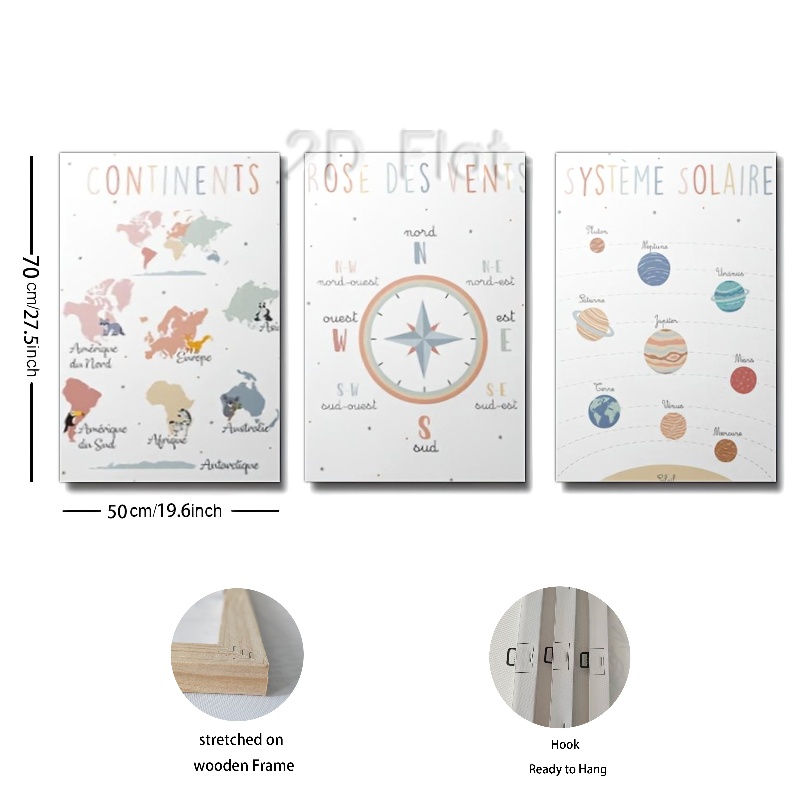 2D Flat
CONTINENTS
Amérique
du Nord
Europe
Asi
Amérique
du Sud
Afrique
Australie
Antarctique
ROSE DES VENTS
nord
N
N-W
nord-ouest
N-E
nord-est
ouest
W
est
E
S-W
sud-ouest
S-E
sud-est
S
sud
SYSTÈME SOLAIRE
Pluton
Neptune
Uranus
Saturne
Jupiter
Mars
Terre
Vénus
Mercure
70 cm/27.5inch
50 cm/19.6inch
stretched on
wooden Frame
Hook
Ready to Hang